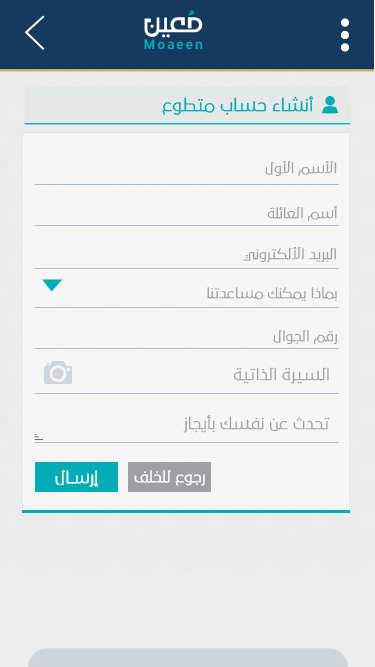 معين
Moaeen
أنشاء حساب متطوع
الأسم الأول
أسم العائلة
البريد الألكتروني
بماذا يمكنك مساعدتنا
رقم الجوال
السيرة الذاتية
تحدث عن نفسك بأيجاز
رجوع للخلف
إرسال